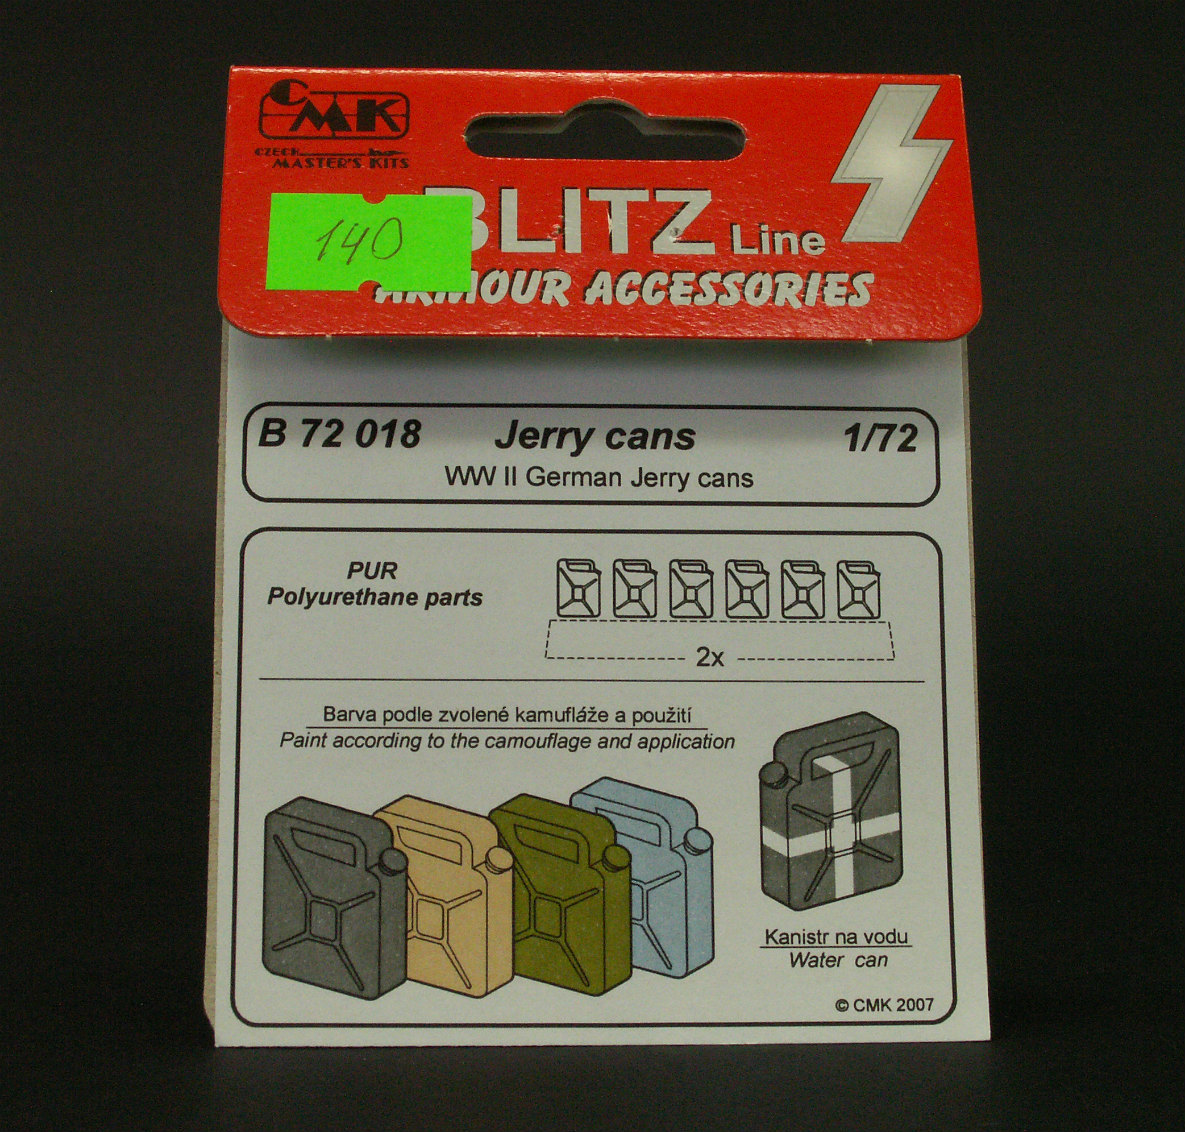 CMK
CZECH
MASTER'S KITS
140
BLITZ Line
ARMOUR ACCESSORIES
B 72 018 Jerry cans 1/72
WW II German Jerry cans
PUR
Polyurethane parts
2x
Barva podle zvolené kamufláže a použití
Paint according to the camouflage and application
Kanistr na vodu
Water can
© CMK 2007